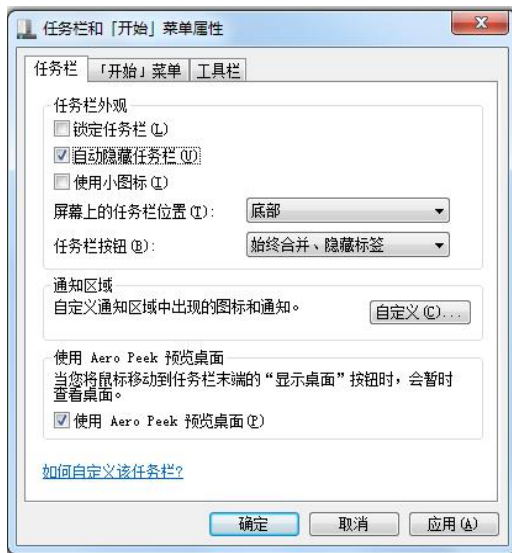 任务栏和「开始」菜单属性
任务栏 「开始」菜单 工具栏
任务栏外观
锁定任务栏(L)
自动隐藏任务栏(U)
使用小图标(I)
屏幕上的任务栏位置(T): 底部
任务栏按钮(B): 始终合并、隐藏标签
通知区域
自定义通知区域中出现的图标和通知。 自定义(C)...
使用 Aero Peek 预览桌面
当您将鼠标移动到任务栏末端的“显示桌面”按钮时，会暂时
查看桌面。
使用 Aero Peek 预览桌面(P)
如何自定义该任务栏?
确定 取消 应用(A)